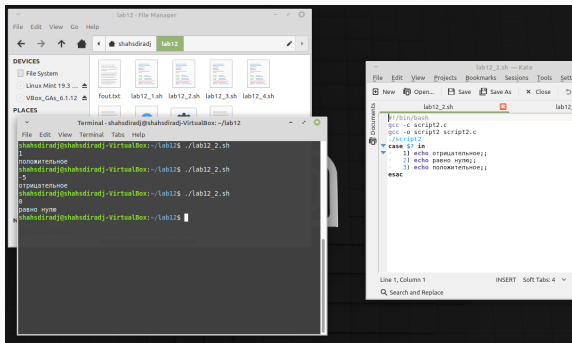 lab12 - File Manager
File Edit View Go Help
shahsdiradj lab12
DEVICES
File System
Linux Mint 19.3 ...
VBox_GAs_6.1.12
PLACES
fout.txt lab12_1.sh lab12_2.sh lab12_3.sh lab12_4.sh
Terminal - shahsdiradj@shahsdiradj-VirtualBox: ~/lab12
File Edit View Terminal Tabs Help
shahsdiradj@shahsdiradj-VirtualBox:~/lab12$ ./lab12_2.sh
1
положительное
shahsdiradj@shahsdiradj-VirtualBox:~/lab12$ ./lab12_2.sh
-5
отрицательное
shahsdiradj@shahsdiradj-VirtualBox:~/lab12$ ./lab12_2.sh
0
равно нулю
shahsdiradj@shahsdiradj-VirtualBox:~/lab12$
lab12_2.sh — Kate
File Edit View Projects Bookmarks Sessions Tools Sett
New Open... Save Save As Close
lab12_2.sh lab12_
Documents
#!/bin/bash
gcc -c script2.c
gcc -o script2 script2.c
./script2
case $? in
1) echo отрицательное;;
2) echo равно нулю;;
3) echo положительное;;
esac
Line 1, Column 1 INSERT Soft Tabs: 4
Search and Replace